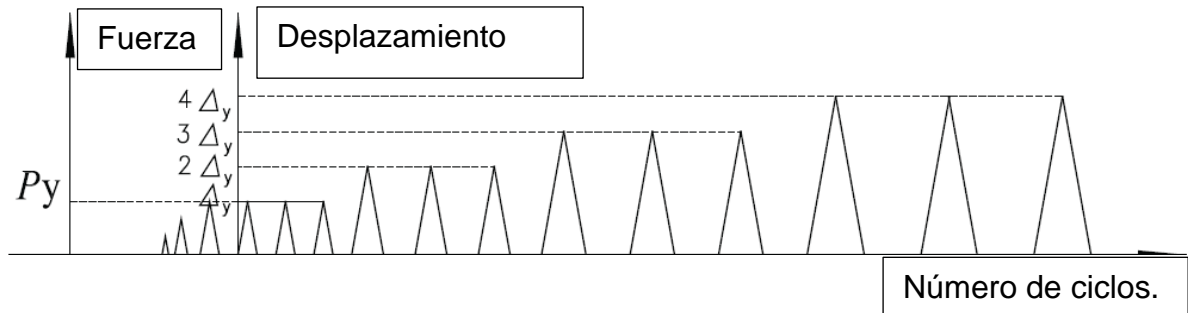 Fuerza
Desplazamiento
4 Δy
3 Δy
2 Δy
Δy
Py
Número de ciclos.